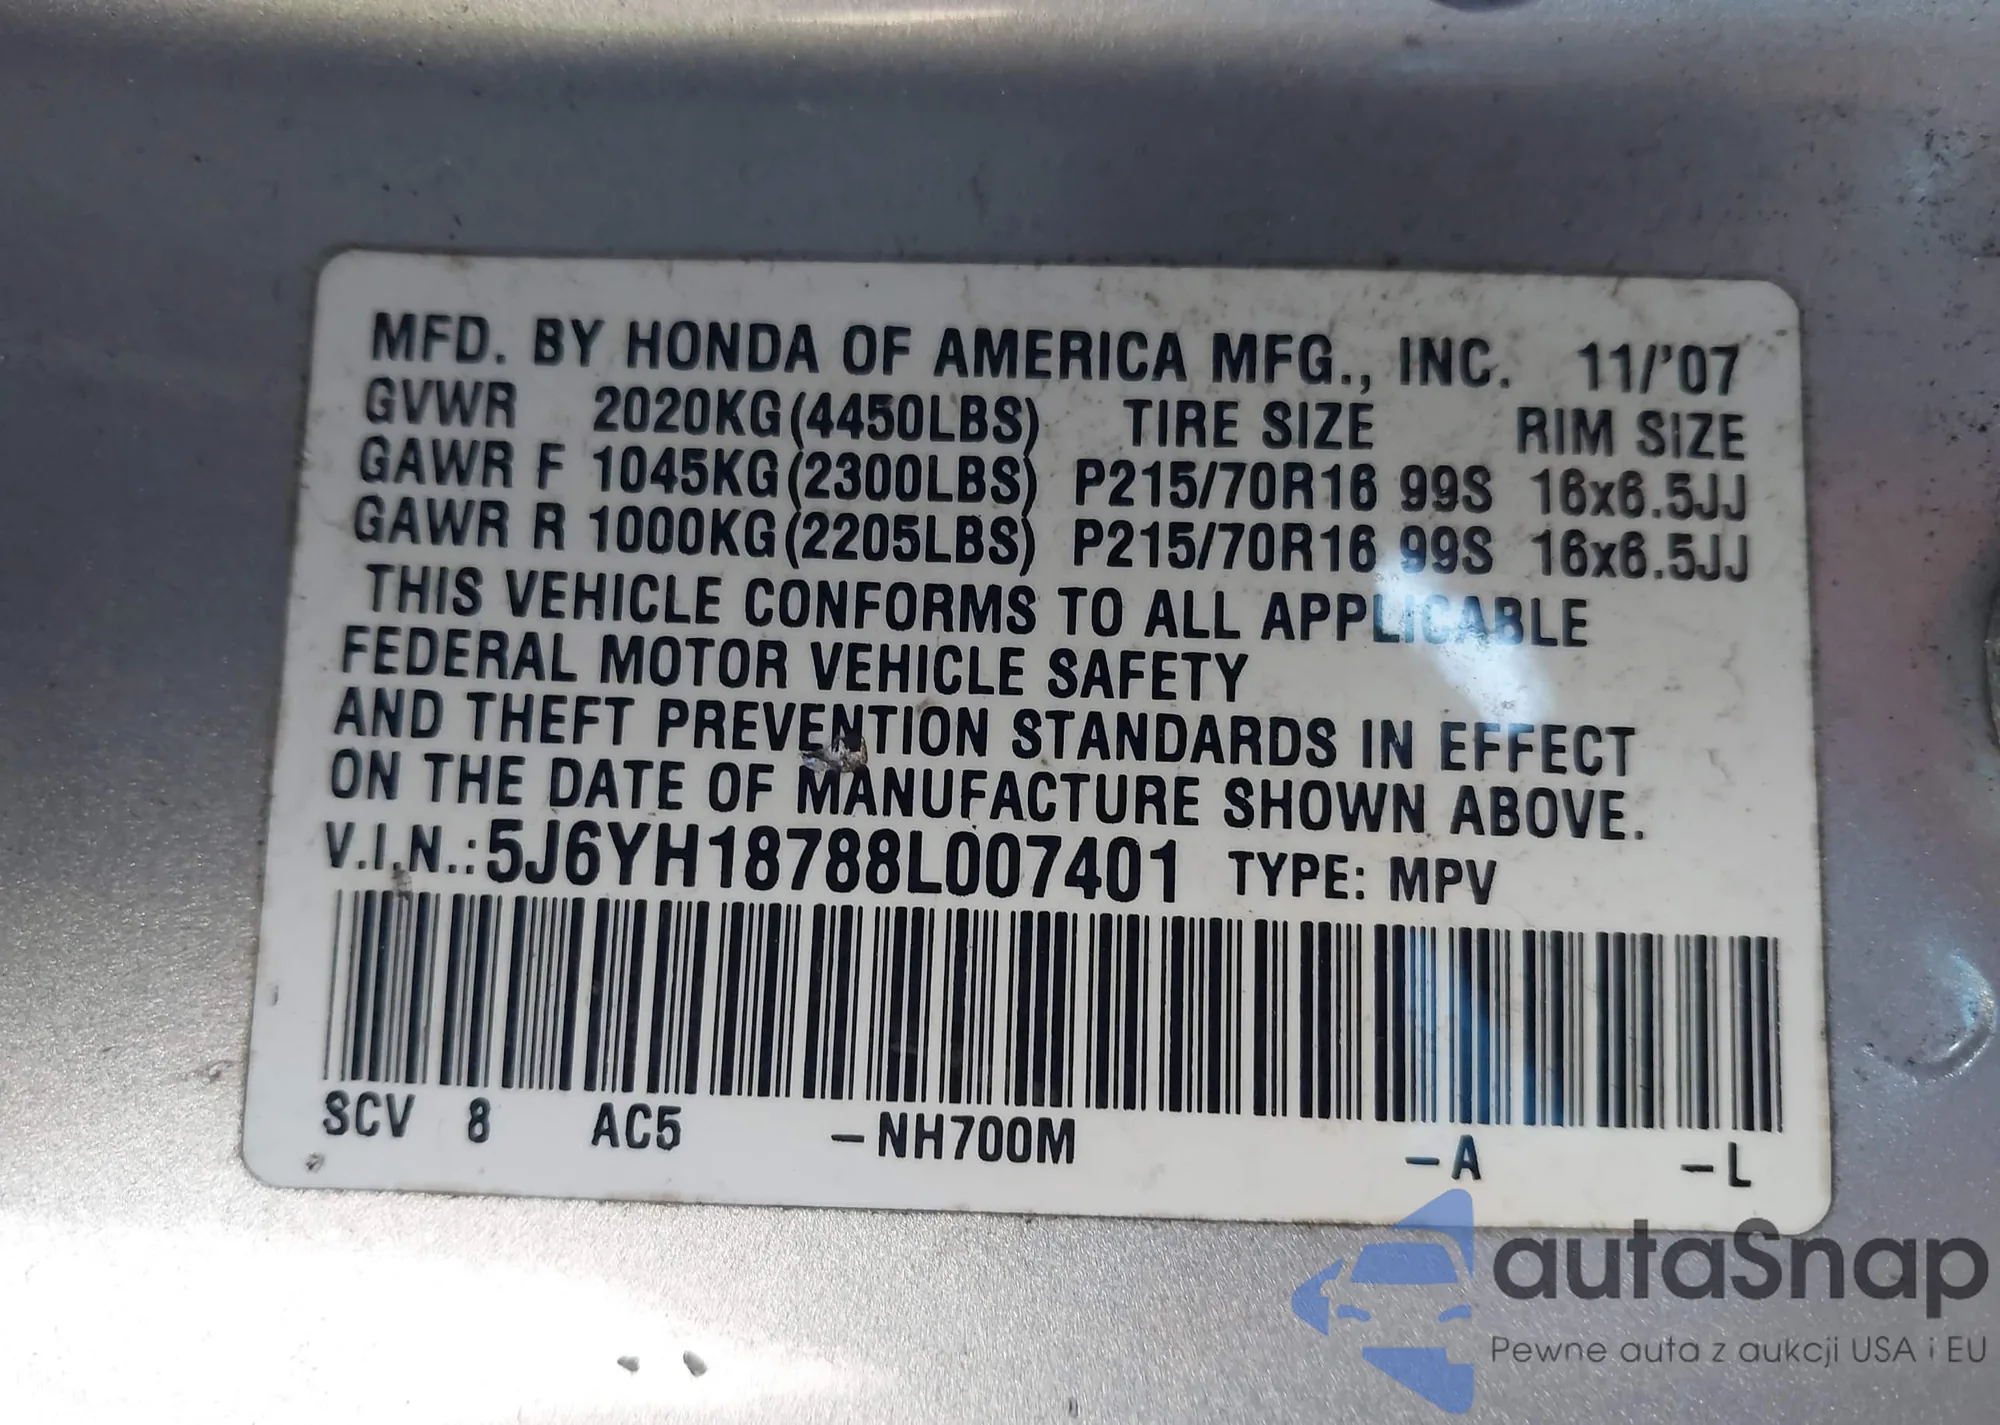 MFD. BY HONDA OF AMERICA MFG., INC. 11/'07
GVWR 2020KG(4450LBS) TIRE SIZE RIM SIZE
GAWR F 1045KG(2300LBS) P215/70R16 99S 16x6.5JJ
GAWR R 1000KG(2205LBS) P215/70R16 99S 16x6.5JJ
THIS VEHICLE CONFORMS TO ALL APPLICABLE
FEDERAL MOTOR VEHICLE SAFETY
AND THEFT PREVENTION STANDARDS IN EFFECT
ON THE DATE OF MANUFACTURE SHOWN ABOVE.
V.I.N.:5J6YH18788L007401 TYPE: MPV
SCV 8 AC5 -NH700M -A -L
autaSnap
Pewne auta z aukcji USA i EU